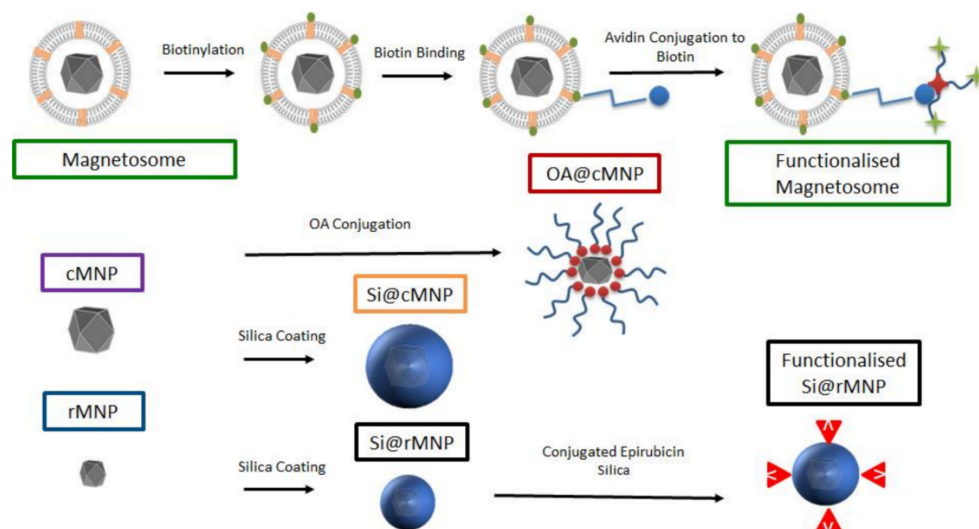 Biotinylation
Biotin Binding
Avidin Conjugation to
Biotin
Magnetosome
OA@cMNP
Functionalised
Magnetosome
OA Conjugation
cMNP
Si@cMNP
Silica Coating
Functionalised
Si@rMNP
rMNP
Si@rMNP
Silica Coating
Conjugated Epirubicin
Silica